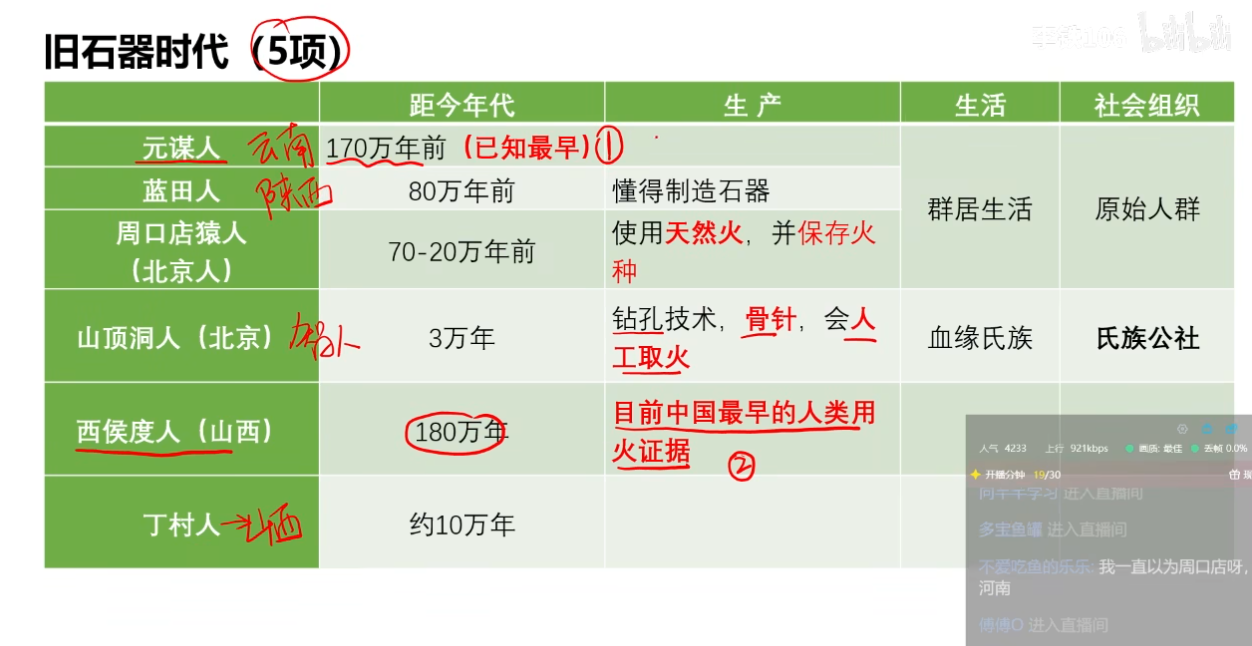 旧石器时代（5项）
距今年代 生 产 生活 社会组织
元谋人 云南 170万年前（已知最早）①
蓝田人 陕西 80万年前 懂得制造石器
群居生活 原始人群
周口店猿人
（北京人）
70-20万年前
使用天然火，并保存火
种
山顶洞人（北京）
3万年
钻孔技术，骨针，会人
工取火
血缘氏族 氏族公社
西侯度人（山西）
180万年
目前中国最早的人类用
火证据 ②
丁村人 山西 约10万年
人气 4233 上行 921kbps 画质: 最佳 丢帧 0.0%
开播分钟 19/30
进入直播间
多宝鱼罐 进入直播间
不爱吃鱼的乐乐: 我一直以为周口店呀，
河南
傅傅O 进入直播间
bilibili